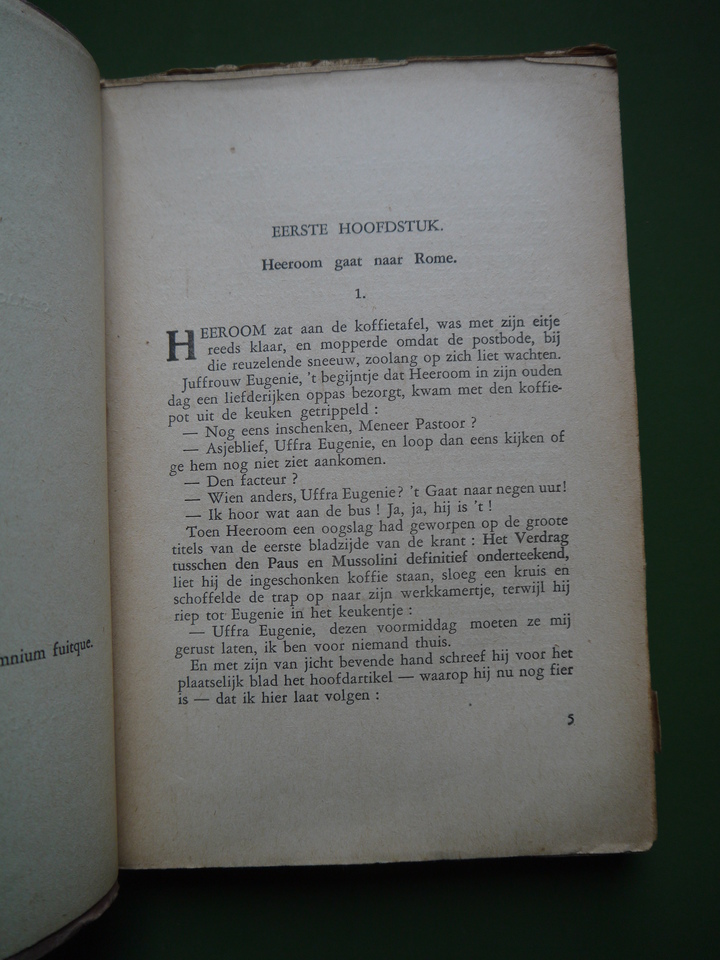 mnium fuitque.
EERSTE HOOFDSTUK.
Heeroom gaat naar Rome.
1.
HEEROOM zat aan de koffietafel, was met zijn eitje
reeds klaar, en mopperde omdat de postbode, bij
die reuzelende sneeuw, zoolang op zich liet wachten.
Juffrouw Eugenie, 't begijntje dat Heeroom in zijn ouden
dag een liefderijken oppas bezorgt, kwam met den koffie-
pot uit de keuken getrippeld :
— Nog eens inschenken, Meneer Pastoor ?
— Asjeblief, Uffra Eugenie, en loop dan eens kijken of
ge hem nog niet ziet aankomen.
— Den facteur ?
— Wien anders, Uffra Eugenie? 't Gaat naar negen uur!
— Ik hoor wat aan de bus ! Ja, ja, hij is 't !
Toen Heeroom een oogslag had geworpen op de groote
titels van de eerste bladzijde van de krant : Het Verdrag
tusschen den Paus en Mussolini definitief onderteekend,
liet hij de ingeschonken koffie staan, sloeg een kruis en
schoffelde de trap op naar zijn werkkamertje, terwijl hij
riep tot Eugenie in het keukentje :
— Uffra Eugenie, dezen voormiddag moeten ze mij
gerust laten, ik ben voor niemand thuis.
En met zijn van jicht bevende hand schreef hij voor het
plaatselijk blad het hoofdartikel — waarop hij nu nog fier
is — dat ik hier laat volgen :
5